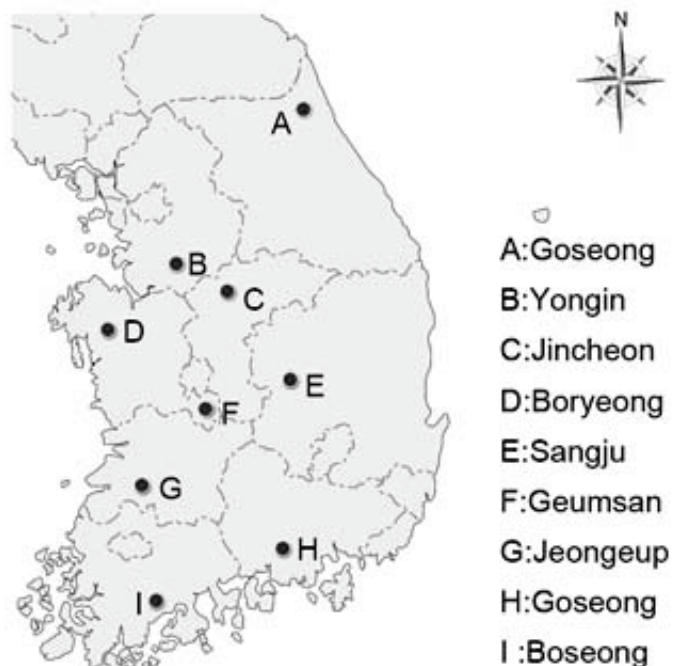 N
A
B
C
D
E
F
G
H
I
A:Goseong
B:Yongin
C:Jincheon
D:Boryeong
E:Sangju
F:Geumsan
G:Jeongeup
H:Goseong
I :Boseong